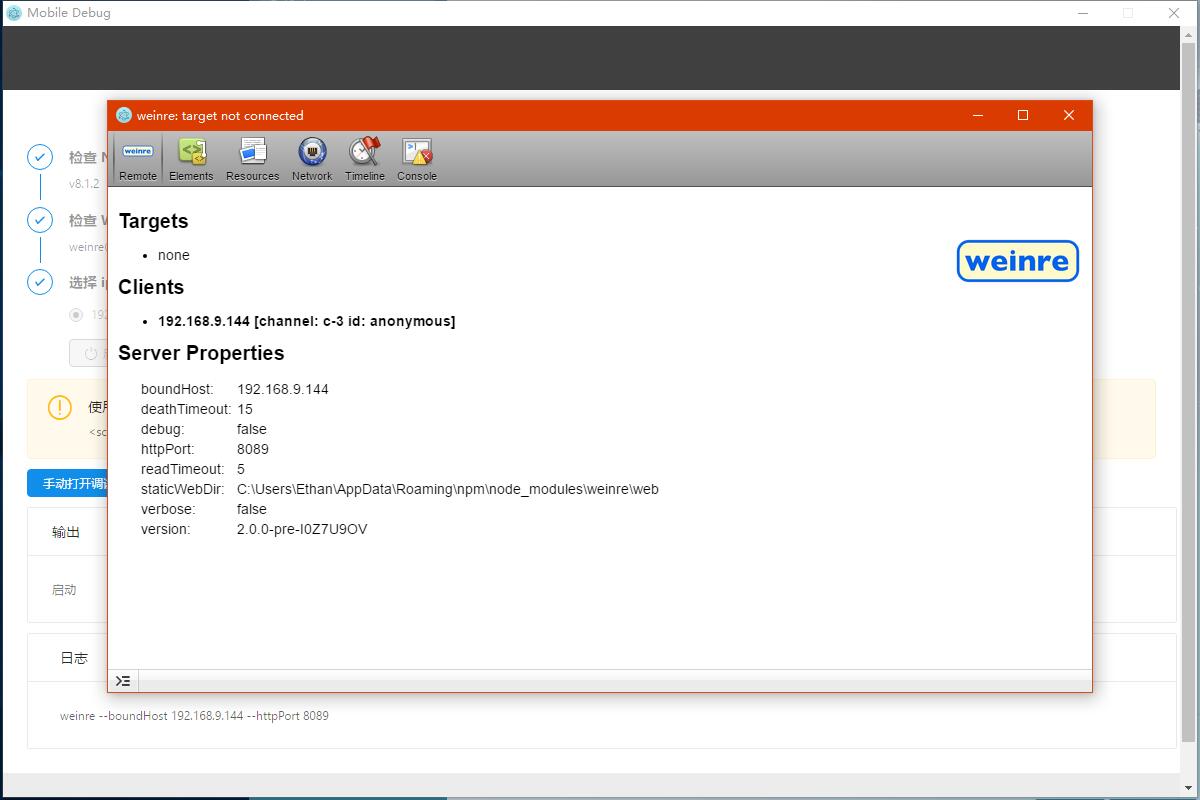 Mobile Debug
weinre: target not connected
weinre
Remote Elements Resources Network Timeline Console
检查
v8.1.2
检查
weinre
选择
使用
手动打开调
输出
启动
日志
weinre --boundHost 192.168.9.144 --httpPort 8089
Targets
none
weinre
Clients
192.168.9.144 [channel: c-3 id: anonymous]
Server Properties
boundHost: 192.168.9.144
deathTimeout: 15
debug: false
httpPort: 8089
readTimeout: 5
staticWebDir: C:\Users\Ethan\AppData\Roaming\npm\node_modules\weinre\web
verbose: false
version: 2.0.0-pre-I0Z7U9OV